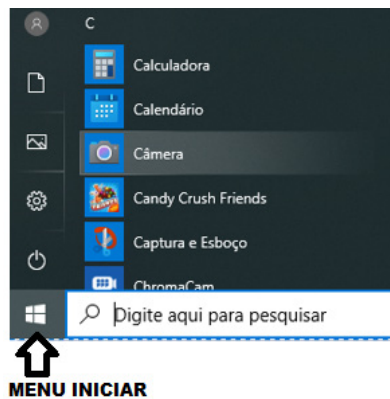 C
Calculadora
Calendário
Câmera
Candy Crush Friends
Captura e Esboço
ChromaCam
Digite aqui para pesquisar
MENU INICIAR